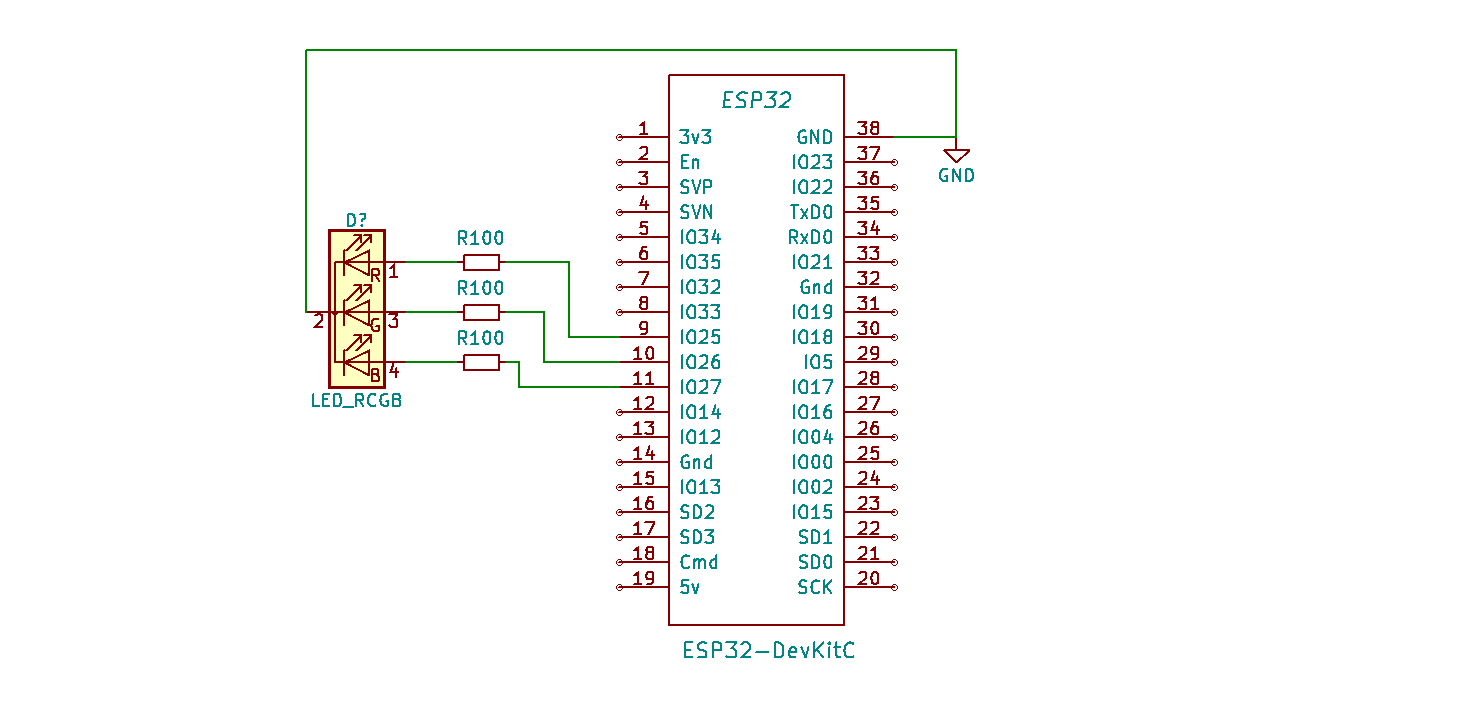 ESP32
1 3v3 GND 38
2 En IO23 37
3 SVP IO22 36
GND
4 SVN TxD0 35
D?
5 IO34 RxD0 34
R100
R 1
6 IO35 IO21 33
7 IO32 Gnd 32
R100
8 IO33 IO19 31
2 G 3
9 IO25 IO18 30
R100
10 IO26 IO5 29
B 4
11 IO27 IO17 28
LED_RCGB
12 IO14 IO16 27
13 IO12 IO04 26
14 Gnd IO00 25
15 IO13 IO02 24
16 SD2 IO15 23
17 SD3 SD1 22
18 Cmd SD0 21
19 5v SCK 20
ESP32-DevKitC